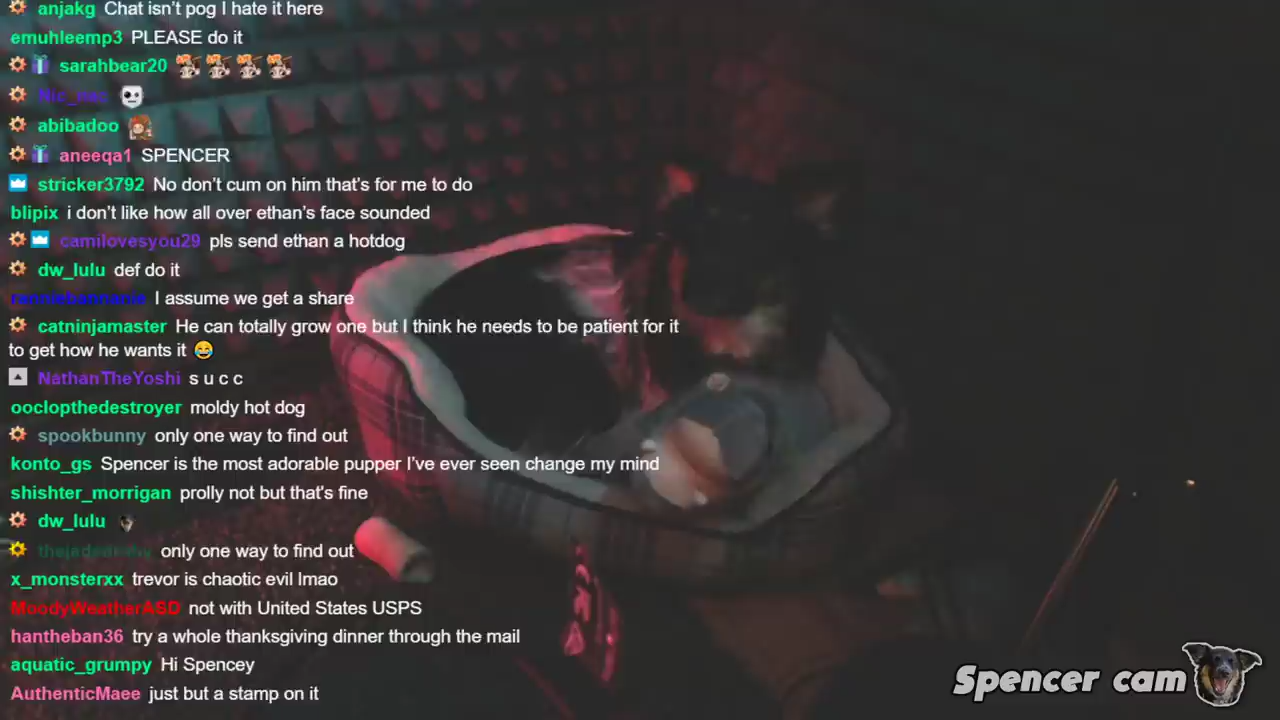 anjakg Chat isn't pog I hate it here
emuhleemp3 PLEASE do it
sarahbear20
abibadoo
aneeqa1 SPENCER
stricker3792 No don't cum on him that's for me to do
blipix i don't like how all over ethan's face sounded
camilovesyou29 pls send ethan a hotdog
dw_lulu def do it
I assume we get a share
catninjamaster He can totally grow one but I think he needs to be patient for it
to get how he wants it 😂
NathanTheYoshi s u c c
ooclopthedestroyer moldy hot dog
spookbunny only one way to find out
konto_gs Spencer is the most adorable pupper I've ever seen change my mind
shishter_morrigan prolly not but that's fine
dw_lulu
only one way to find out
x_monsterxx trevor is chaotic evil lmao
MoodyWeatherASD not with United States USPS
hantheban36 try a whole thanksgiving dinner through the mail
aquatic_grumpy Hi Spencey
AuthenticMaee just but a stamp on it
Spencer cam